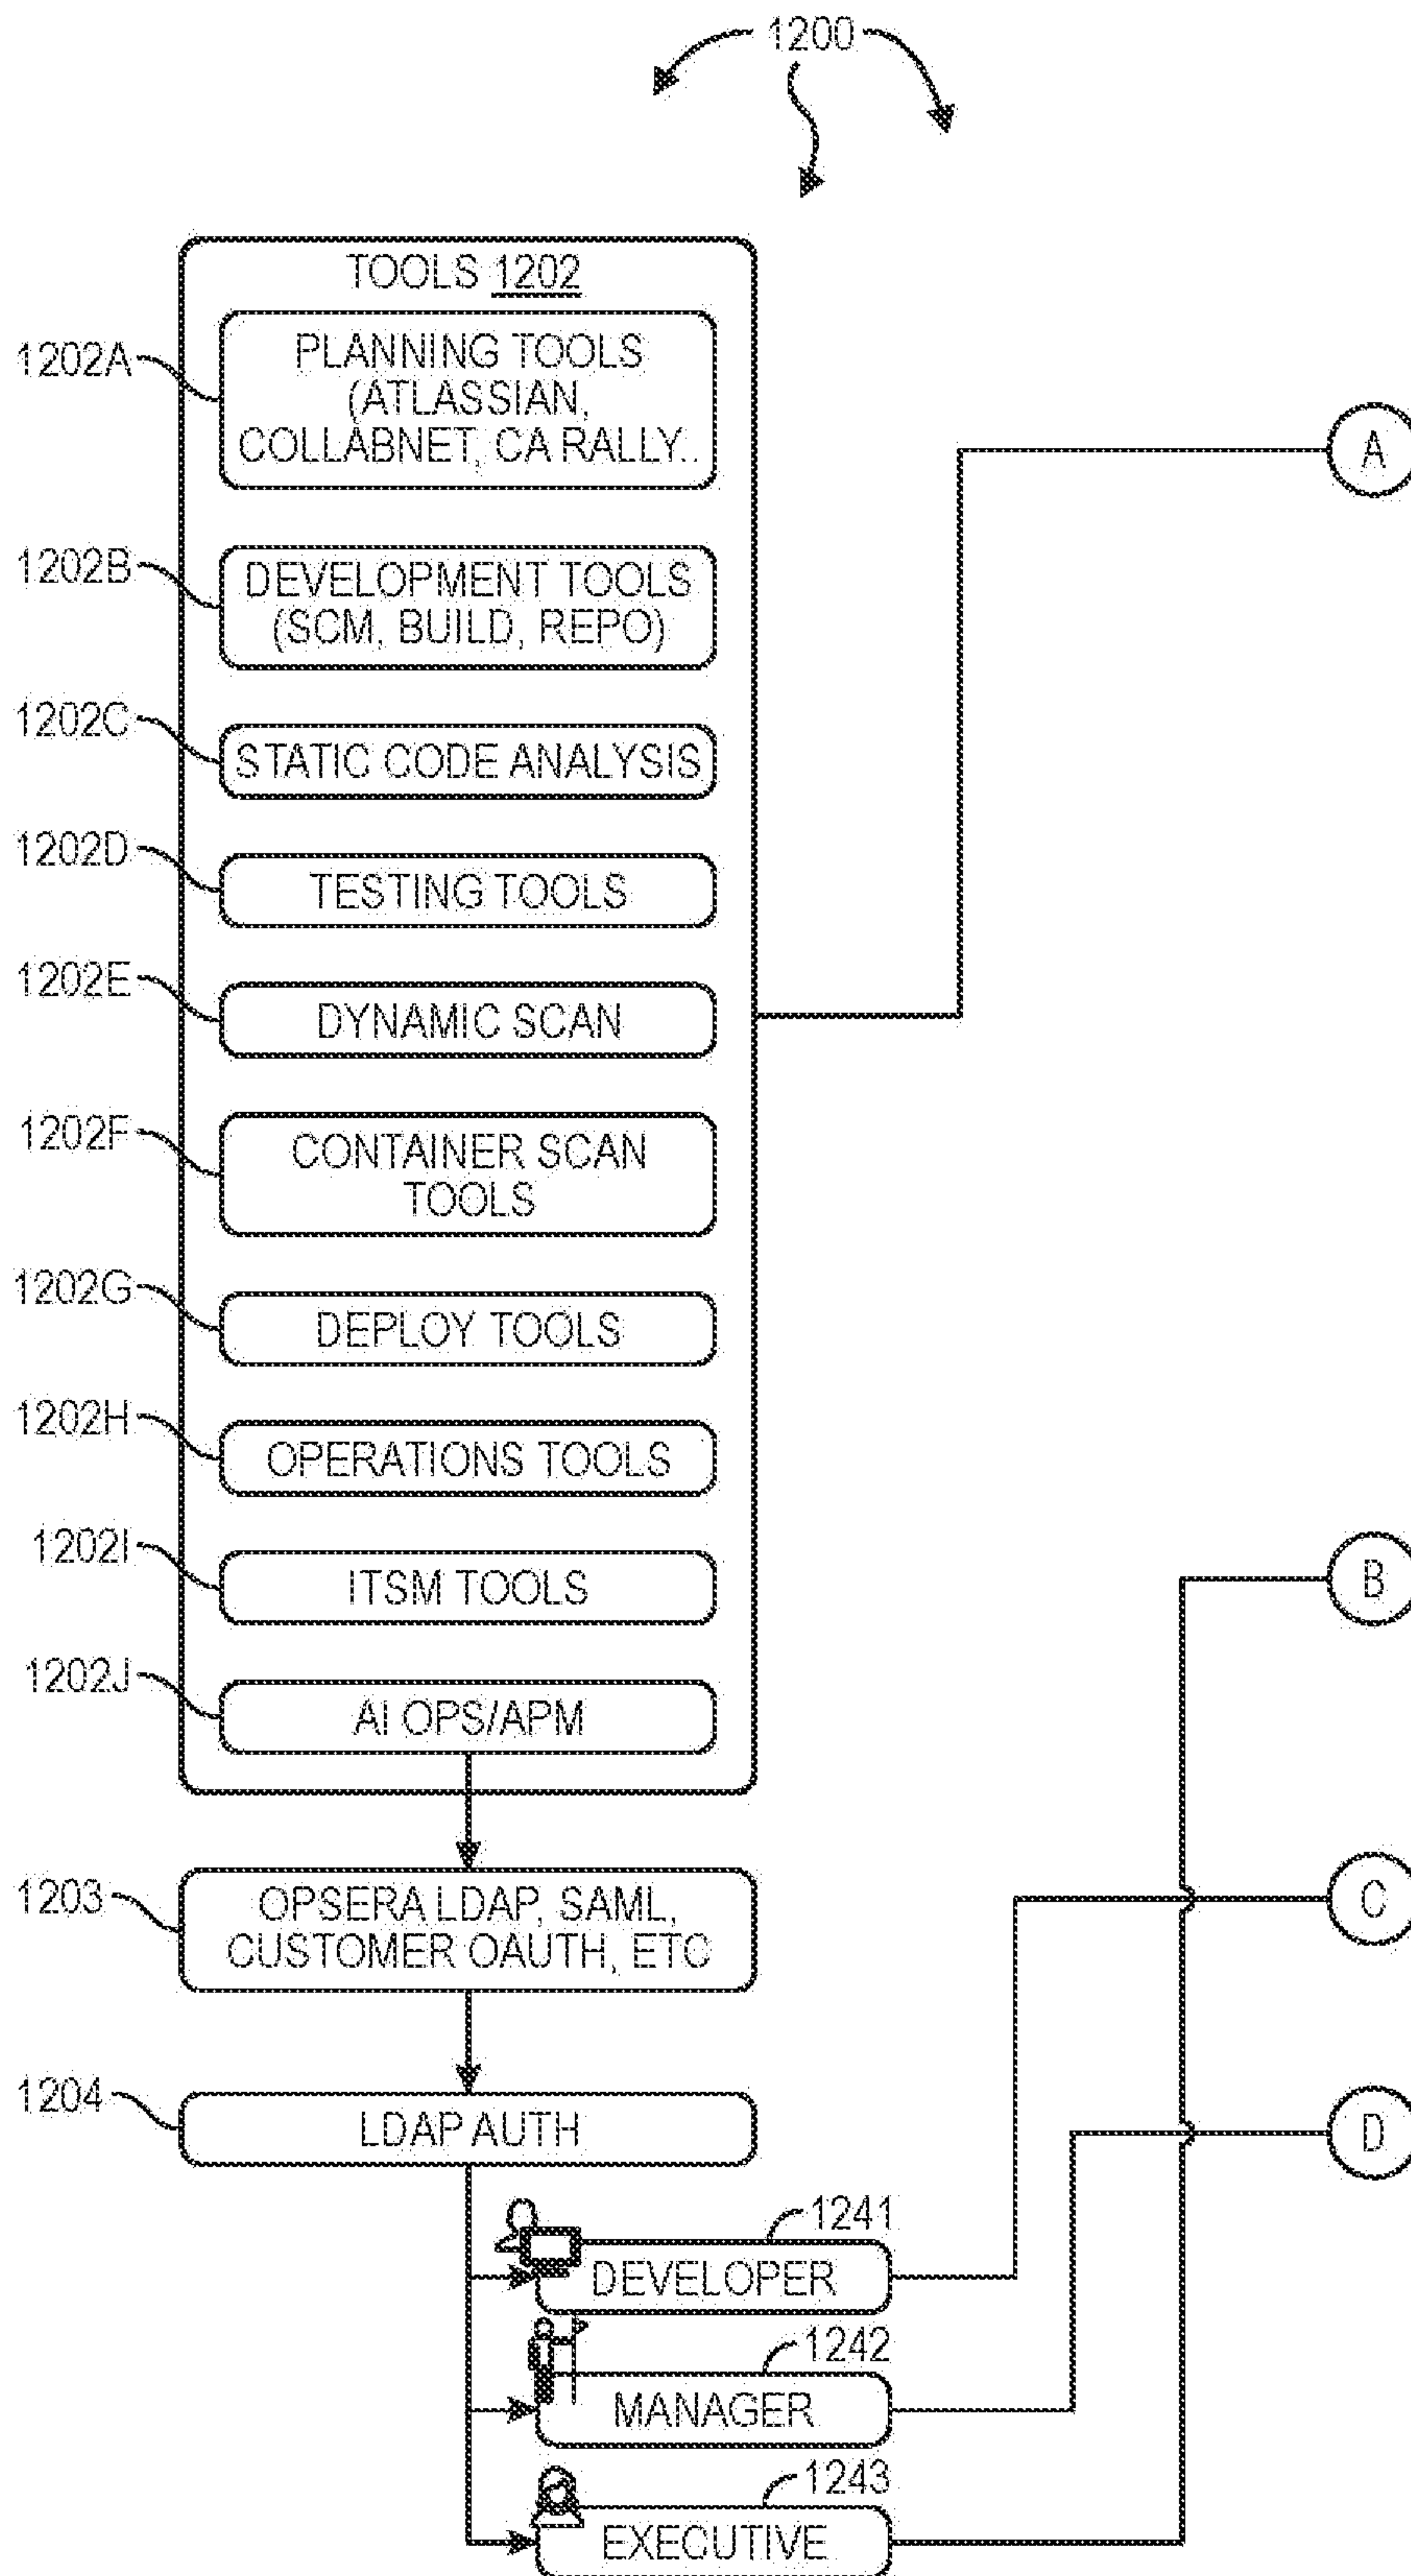 1200
TOOLS 1202
1202A
PLANNING TOOLS
(ATLASSIAN,
COLLABNET, CA RALLY..
A
1202B
DEVELOPMENT TOOLS
(SCM, BUILD, REPO)
1202C
STATIC CODE ANALYSIS
1202D
TESTING TOOLS
1202E
DYNAMIC SCAN
1202F
CONTAINER SCAN
TOOLS
1202G
DEPLOY TOOLS
1202H
OPERATIONS TOOLS
1202I
ITSM TOOLS
B
1202J
AI OPS/APM
1203
OPSERA LDAP, SAML,
CUSTOMER OAUTH, ETC
C
1204
LDAP AUTH
D
1241
DEVELOPER
1242
MANAGER
1243
EXECUTIVE